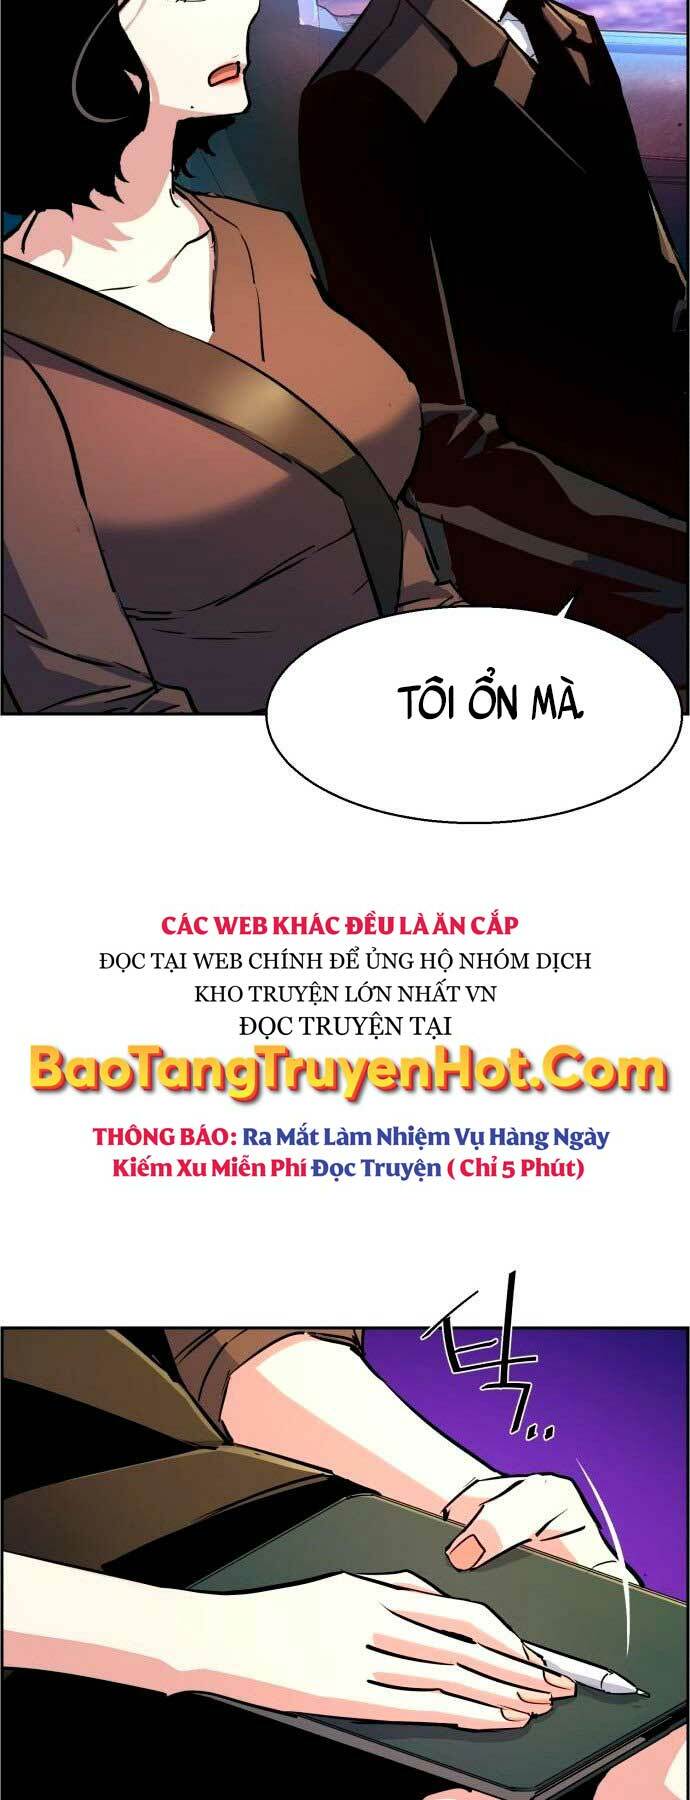 TÔI ỔN MÀ.
CÁC WEB KHÁC ĐỀU LÀ ĂN CẮP
ĐỌC TẠI WEB CHÍNH ĐỂ ỦNG HỘ NHÓM DỊCH
KHO TRUYỆN LỚN NHẤT VN
ĐỌC TRUYỆN TẠI
BaoTangTruyenHot.Com
THÔNG BÁO: Ra Mắt Làm Nhiệm Vụ Hàng Ngày
Kiếm Xu Miễn Phí Đọc Truyện ( Chỉ 5 Phút)